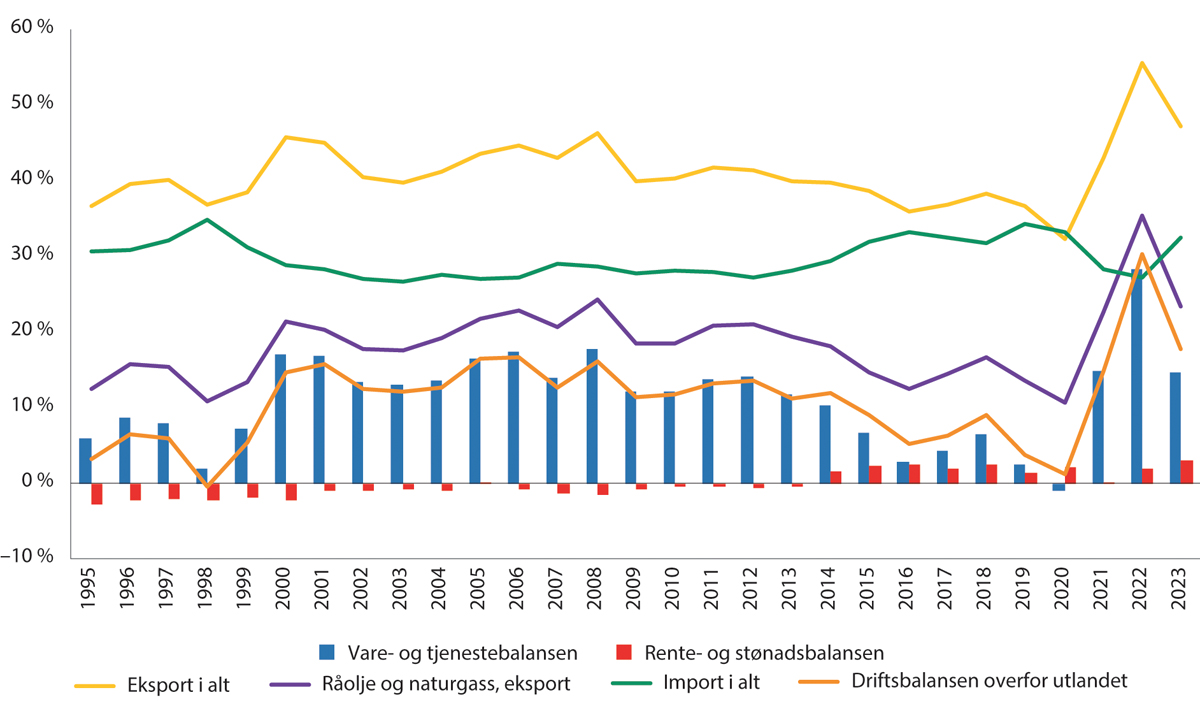 60 %
50 %
40 %
30 %
20 %
10 %
0 %
–10 %
1995 1996 1997 1998 1999 2000 2001 2002 2003 2004 2005 2006 2007 2008 2009 2010 2011 2012 2013 2014 2015 2016 2017 2018 2019 2020 2021 2022 2023
Vare- og tjenestebalansen Rente- og stønadsbalansen
Eksport i alt Råolje og naturgass, eksport Import i alt Driftsbalansen overfor utlandet